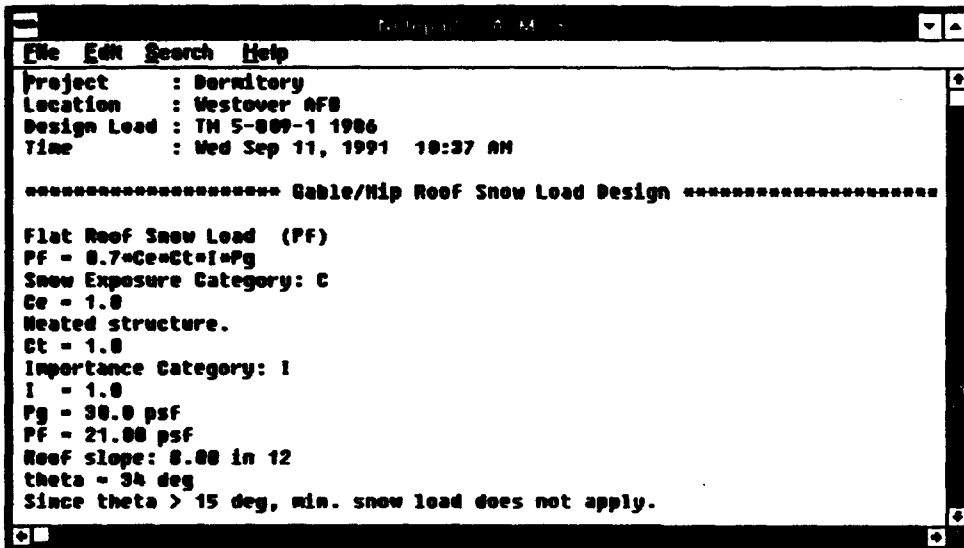 Notepad
File Edit Search Help
Project     : Dormitory
Location    : Westover AFB
Design Load : TM 5-809-1 1986
Time        : Wed Sep 11, 1991  10:37 AM
********************* Gable/Hip Roof Snow Load Design *********************
Flat Roof Snow Load  (Pf)
Pf = 0.7*Ce*Ct*I*Pg
Snow Exposure Category: C
Ce = 1.0
Heated structure.
Ct = 1.0
Importance Category: I
I  = 1.0
Pg = 30.0 psf
Pf = 21.00 psf
Roof slope: 8.00 in 12
theta = 34 deg
Since theta > 15 deg, min. snow load does not apply.